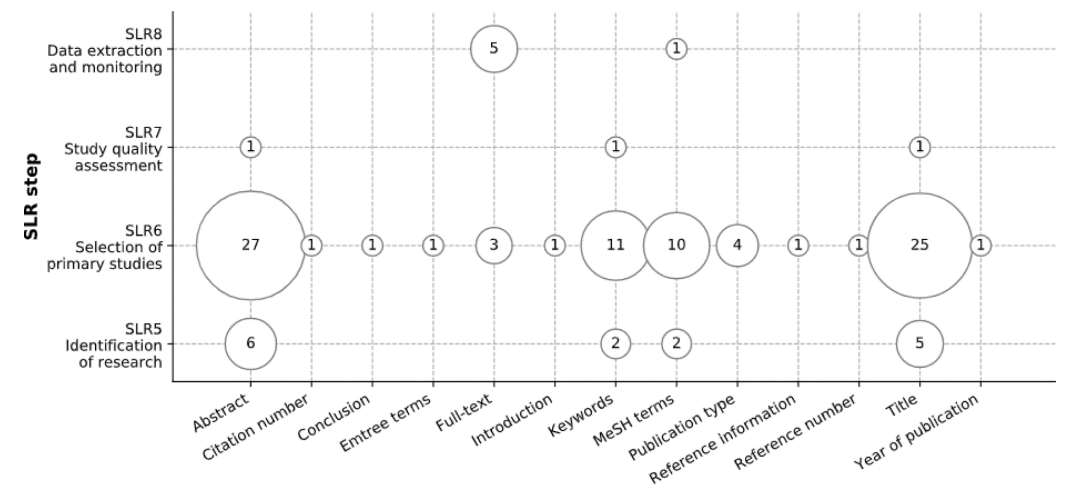 SLR8
Data extraction
and monitoring
5
1
SLR7
Study quality
assessment
1
1
1
SLR step
SLR6
Selection of
primary studies
27
1
1
1
3
1
11
10
4
1
1
25
1
SLR5
Identification
of research
6
2
2
5
Abstract
Citation number
Conclusion
Emtree terms
Full-text
Introduction
Keywords
MeSH terms
Publication type
Reference information
Reference number
Title
Year of publication